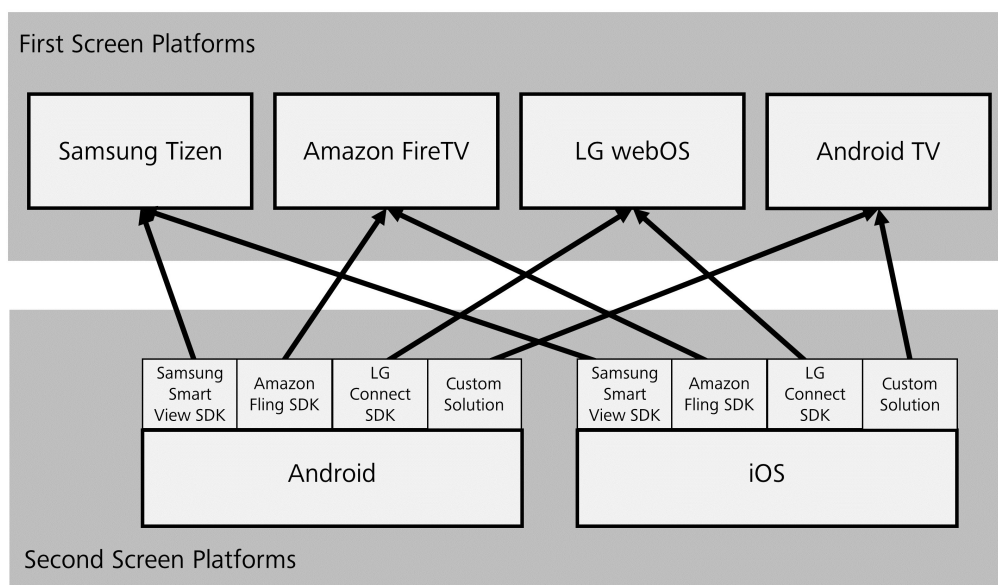 First Screen Platforms
Samsung Tizen
Amazon FireTV
LG webOS
Android TV
Samsung
Smart
View SDK
Amazon
Fling SDK
LG
Connect
SDK
Custom
Solution
Samsung
Smart
View SDK
Amazon
Fling SDK
LG
Connect
SDK
Custom
Solution
Android
iOS
Second Screen Platforms